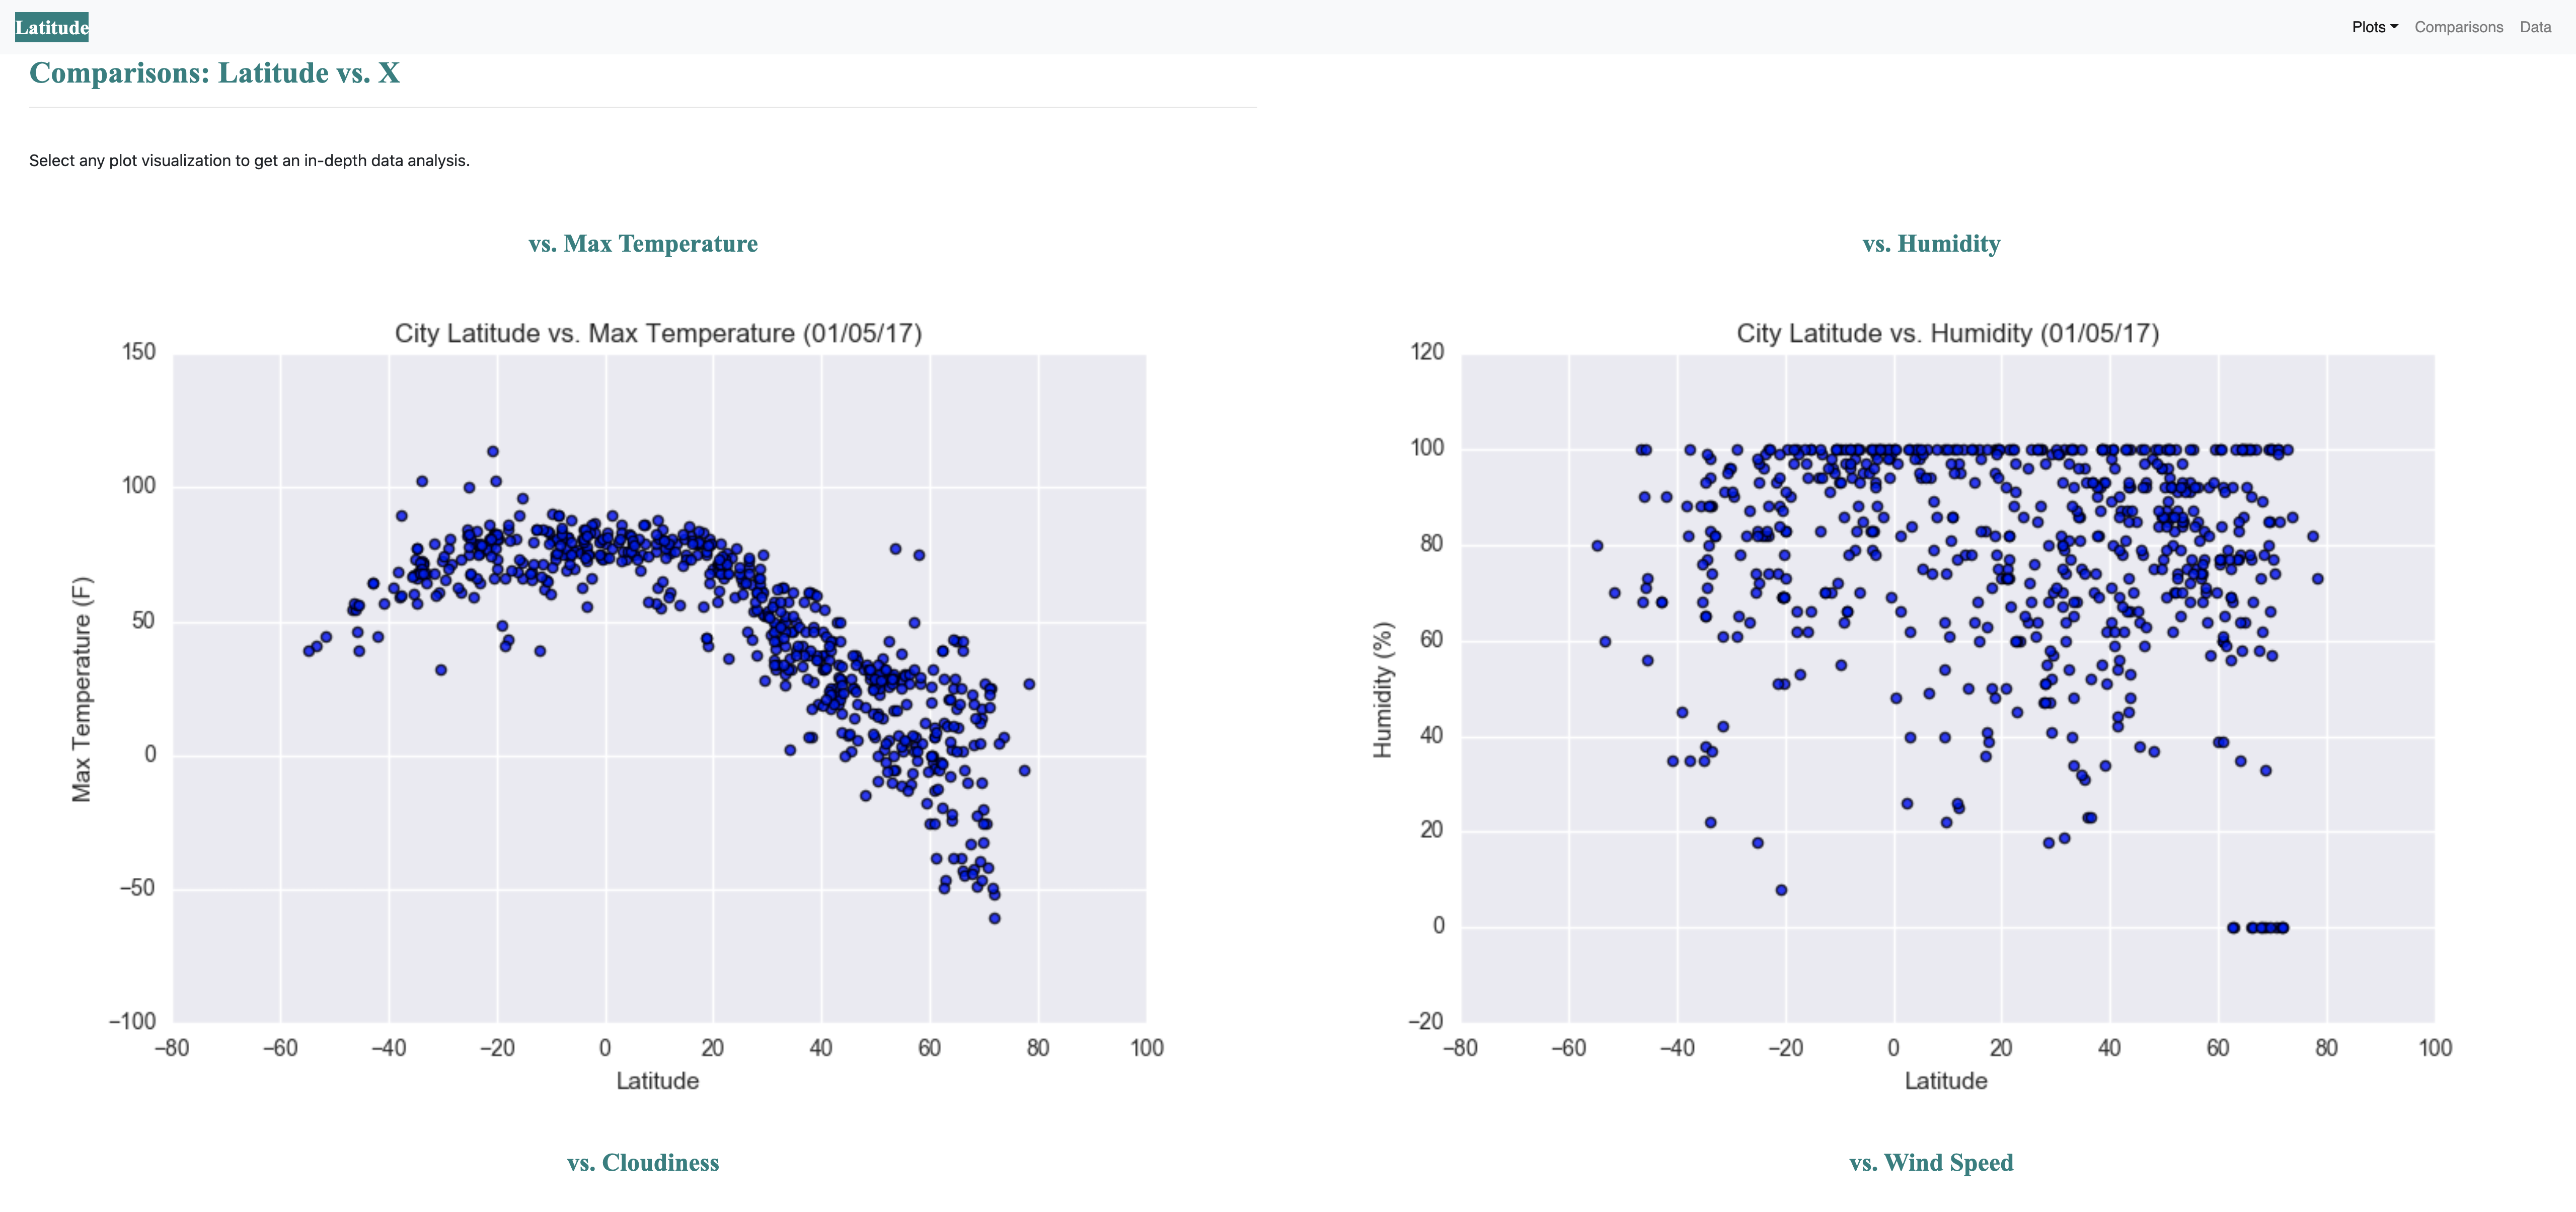 Latitude
Plots Comparisons Data
Comparisons: Latitude vs. X
Select any plot visualization to get an in-depth data analysis.
vs. Max Temperature
City Latitude vs. Max Temperature (01/05/17)
150
100
50
0
−50
−100
Max Temperature (F)
−80 −60 −40 −20 0 20 40 60 80 100
Latitude
vs. Humidity
City Latitude vs. Humidity (01/05/17)
120
100
80
60
40
20
0
−20
Humidity (%)
−80 −60 −40 −20 0 20 40 60 80 100
Latitude
vs. Cloudiness
vs. Wind Speed